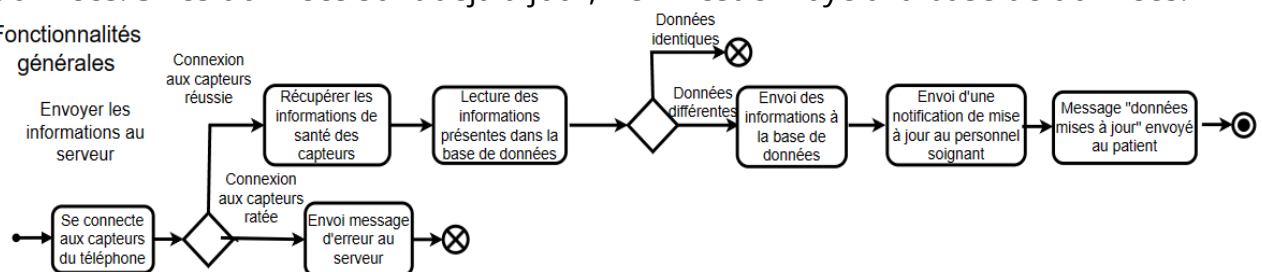 Fonctionnalités
générales
Envoyer les
informations au
serveur
Connexion
aux capteurs
réussie
Récupérer les
informations de
santé des
capteurs
Lecture des
informations
présentes dans la
base de données
Données
identiques
Données
différentes
Envoi des
informations à
la base de
données
Envoi d'une
notification de mise
à jour au personnel
soignant
Message "données
mises à jour" envoyé
au patient
Se connecte
aux capteurs
du téléphone
Connexion
aux capteurs
ratée
Envoi message
d'erreur au
serveur